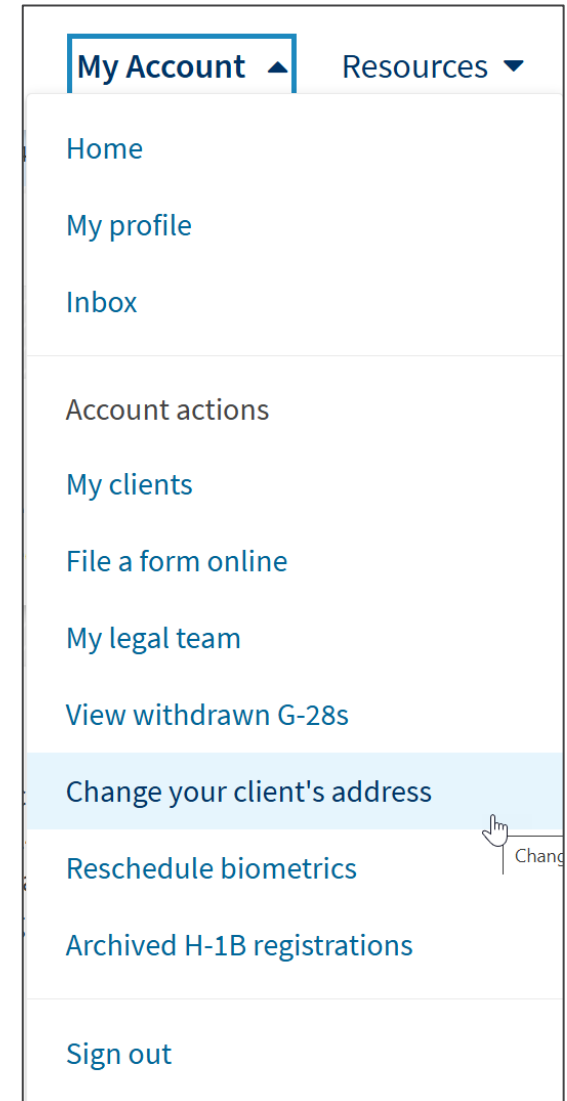 My Account Resources
Home
My profile
Inbox
Account actions
My clients
File a form online
My legal team
View withdrawn G-28s
Change your client's address
Chang
Reschedule biometrics
Archived H-1B registrations
Sign out